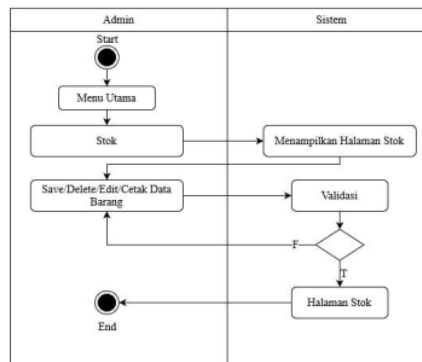 Admin
Sistem
Start
Menu Utama
Stok
Menampilkan Halaman Stok
Save/Delete/Edit/Cetak Data
Barang
Validasi
F
T
Halaman Stok
End